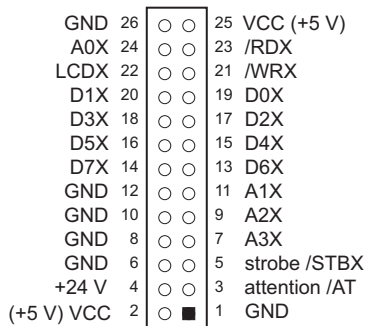 GND 26 25 VCC (+5 V)
A0X 24 23 /RDX
LCDX 22 21 /WRX
D1X 20 19 D0X
D3X 18 17 D2X
D5X 16 15 D4X
D7X 14 13 D6X
GND 12 11 A1X
GND 10 9 A2X
GND 8 7 A3X
GND 6 5 strobe /STBX
+24 V 4 3 attention /AT
(+5 V) VCC 2 1 GND